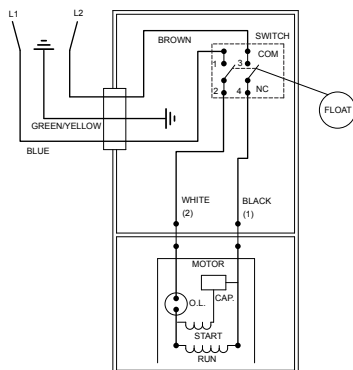 L1
L2
SWITCH
BROWN
COM
1
3
2
4
NC
FLOAT
GREEN/YELLOW
BLUE
WHITE
(2)
BLACK
(1)
MOTOR
CAP.
O.L.
START
RUN